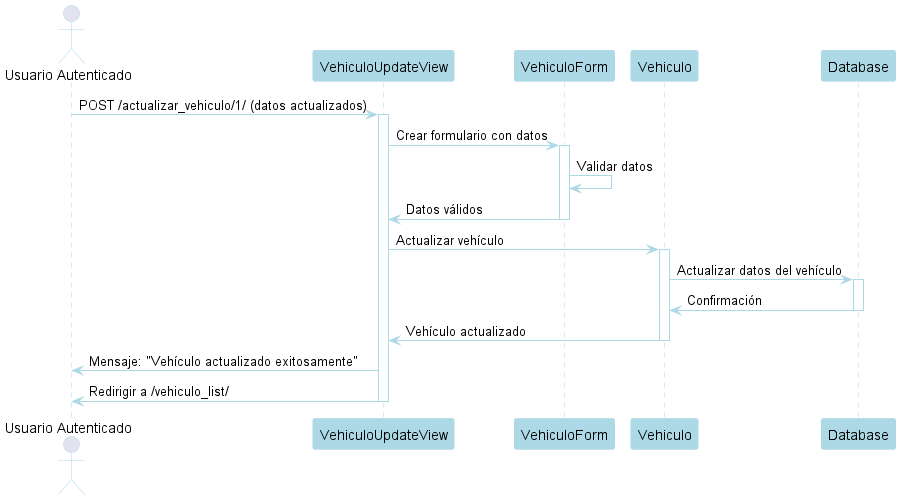 Usuario Autenticado
VehiculoUpdateView
VehiculoForm
Vehiculo
Database
POST /actualizar_vehiculo/1/ (datos actualizados)
Crear formulario con datos
Validar datos
Datos válidos
Actualizar vehículo
Actualizar datos del vehículo
Confirmación
Vehículo actualizado
Mensaje: "Vehículo actualizado exitosamente"
Redirigir a /vehiculo_list/
Usuario Autenticado
VehiculoUpdateView
VehiculoForm
Vehiculo
Database